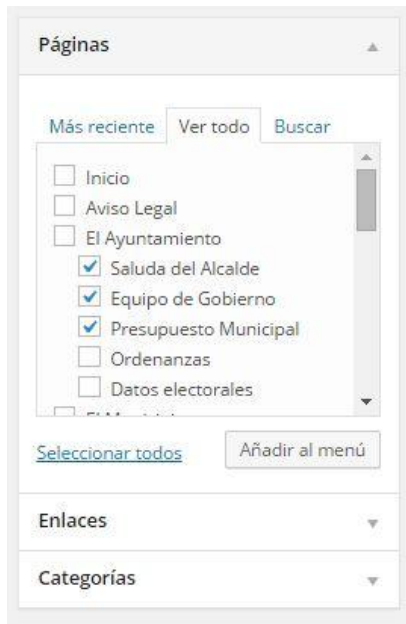 Páginas
Más reciente Ver todo Buscar
Inicio
Aviso Legal
El Ayuntamiento
Saluda del Alcalde
Equipo de Gobierno
Presupuesto Municipal
Ordenanzas
Datos electorales
Seleccionar todos Añadir al menú
Enlaces
Categorías